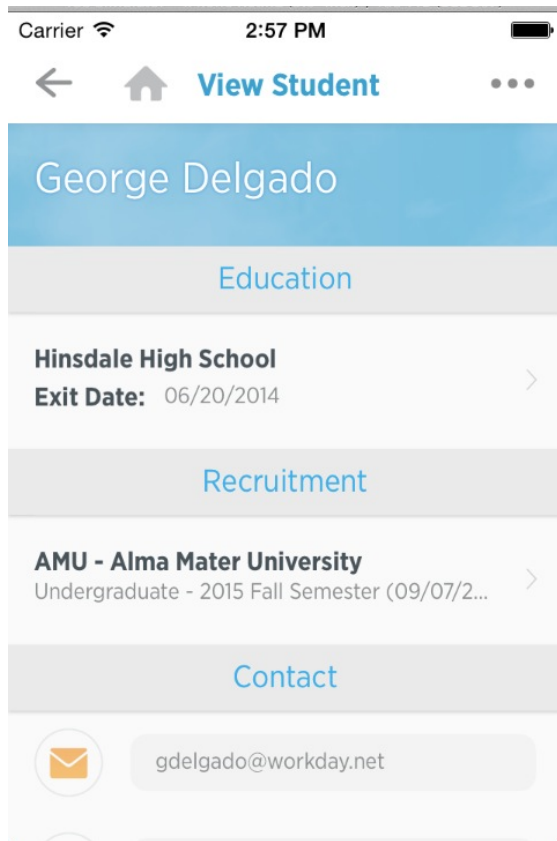 Carrier 2:57 PM
View Student
George Delgado
Education
Hinsdale High School
Exit Date: 06/20/2014
Recruitment
AMU - Alma Mater University
Undergraduate - 2015 Fall Semester (09/07/2...
Contact
gdelgado@workday.net